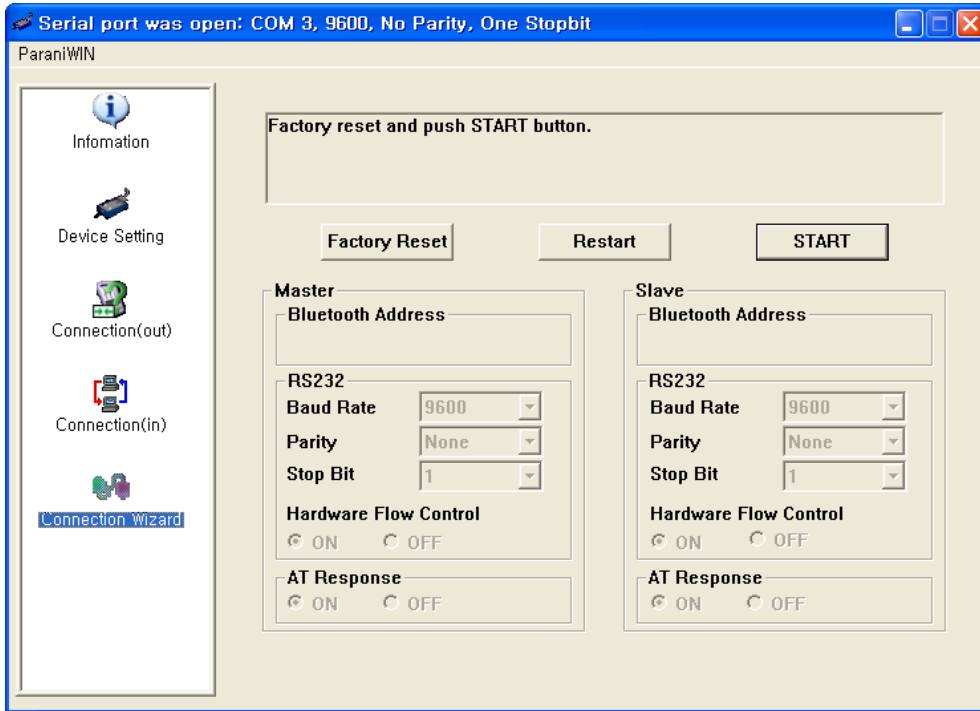 Serial port was open: COM 3, 9600, No Parity, One Stopbit
ParaniWIN
Infomation
Device Setting
Connection(out)
Connection(in)
Connection Wizard
Factory reset and push START button.
Factory Reset
Restart
START
Master
Bluetooth Address
RS232
Baud Rate
9600
Parity
None
Stop Bit
1
Hardware Flow Control
ON
OFF
AT Response
ON
OFF
Slave
Bluetooth Address
RS232
Baud Rate
9600
Parity
None
Stop Bit
1
Hardware Flow Control
ON
OFF
AT Response
ON
OFF